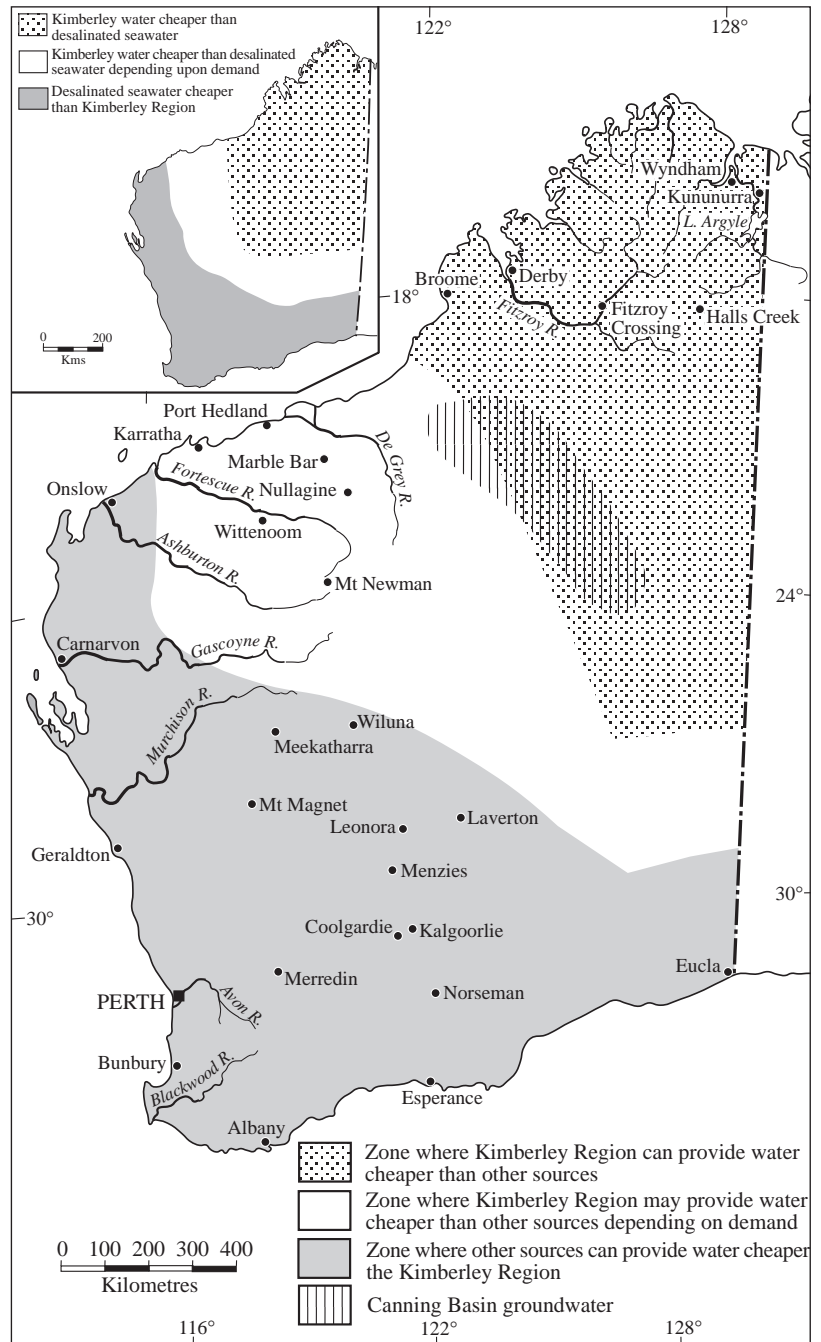 Kimberley water cheaper than
desalinated seawater
Kimberley water cheaper than desalinated
seawater depending upon demand
Desalinated seawater cheaper
than Kimberley Region
0 200
Kms
122°
128°
Wyndham
Kununurra
L. Argyle
Broome
Derby
18°
Fitzroy R.
Fitzroy
Crossing
Halls Creek
Port Hedland
Karratha
Marble Bar
De Grey R.
Fortescue R.
Nullagine
Onslow
Wittenoom
Ashburton R.
Mt Newman
24°
Carnarvon
Gascoyne R.
Murchison R.
Wiluna
Meekatharra
Mt Magnet
Laverton
Leonora
Geraldton
Menzies
30°
30°
Coolgardie
Kalgoorlie
Eucla
Merredin
Norseman
PERTH
Avon R.
Bunbury
Blackwood R.
Esperance
Albany
Zone where Kimberley Region can provide water
cheaper than other sources
Zone where Kimberley Region may provide water
cheaper than other sources depending on demand
Zone where other sources can provide water cheaper
the Kimberley Region
Canning Basin groundwater
0 100 200 300 400
Kilometres
116°
122°
128°